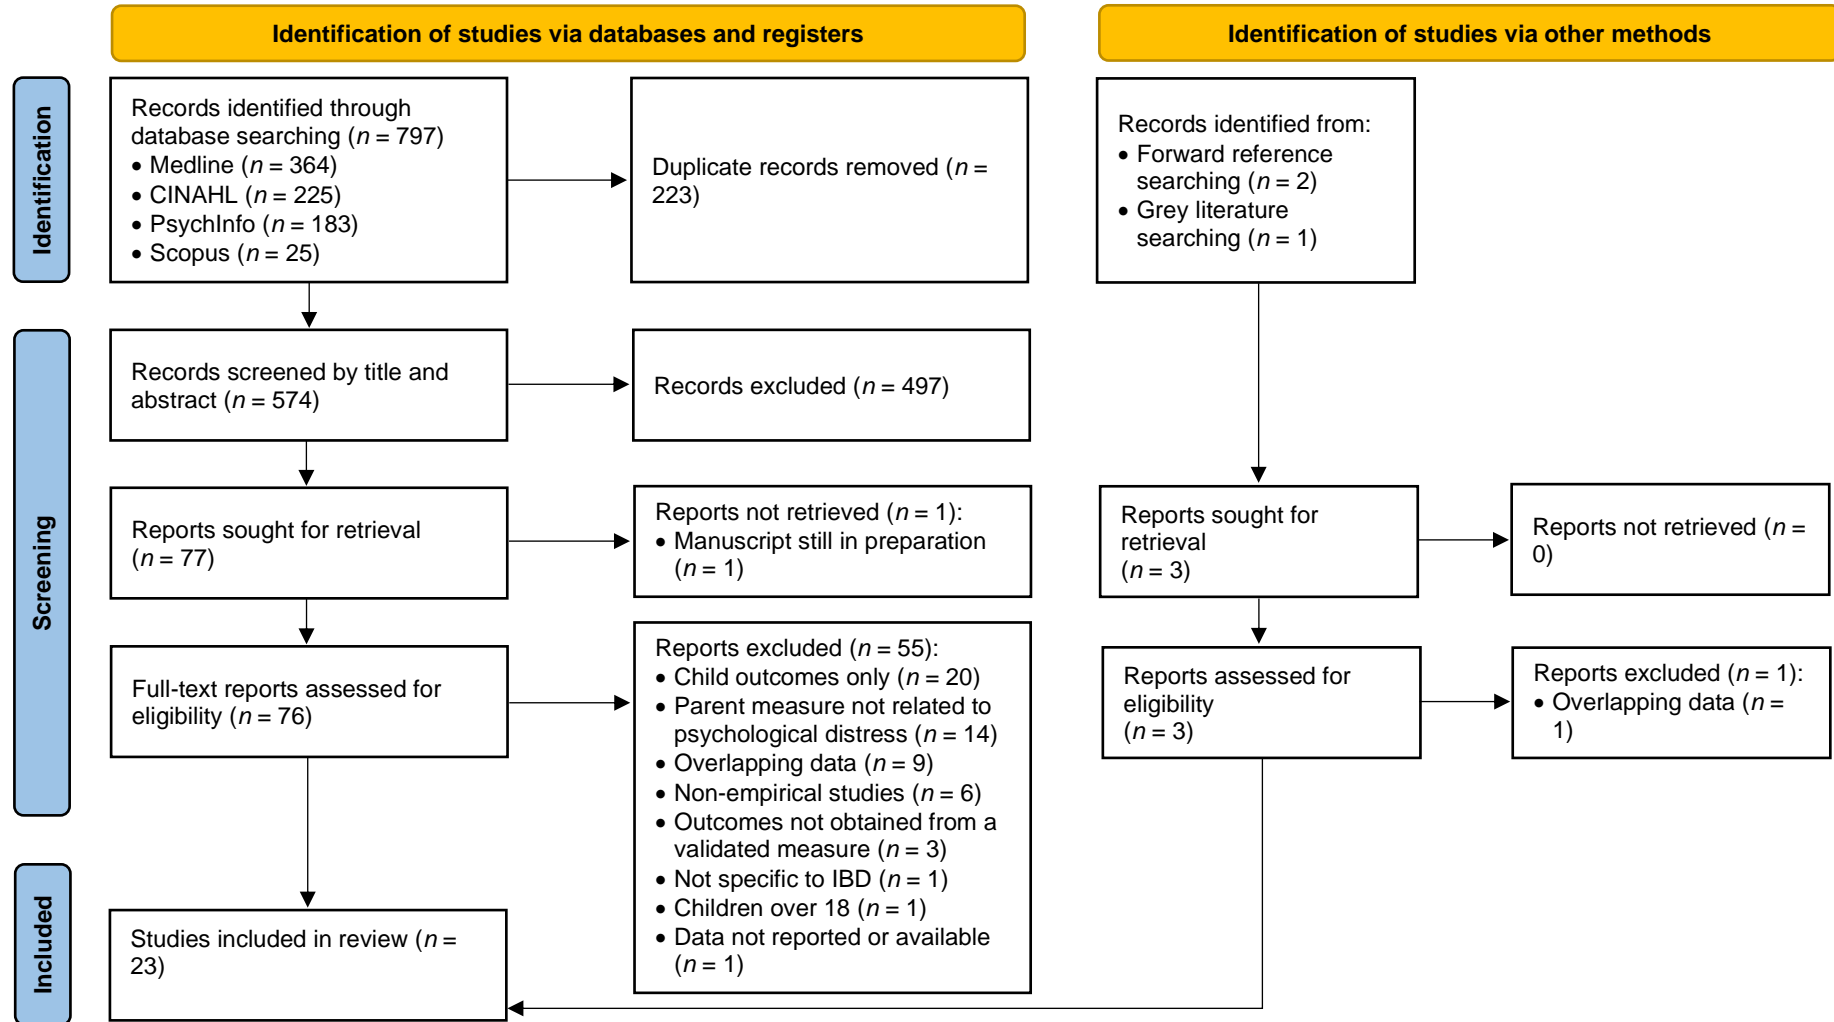 Identification of studies via databases and registers
Identification of studies via other methods
Identification
Records identified through
database searching (n = 797)
• Medline (n = 364)
• CINAHL (n = 225)
• PsychInfo (n = 183)
• Scopus (n = 25)
Duplicate records removed (n =
223)
Records identified from:
• Forward reference
searching (n = 2)
• Grey literature
searching (n = 1)
Screening
Records screened by title and
abstract (n = 574)
Records excluded (n = 497)
Reports sought for retrieval
(n = 77)
Reports not retrieved (n = 1):
• Manuscript still in preparation
(n = 1)
Reports sought for
retrieval
(n = 3)
Reports not retrieved (n =
0)
Full-text reports assessed for
eligibility (n = 76)
Reports excluded (n = 55):
• Child outcomes only (n = 20)
• Parent measure not related to
psychological distress (n = 14)
• Overlapping data (n = 9)
• Non-empirical studies (n = 6)
• Outcomes not obtained from a
validated measure (n = 3)
• Not specific to IBD (n = 1)
• Children over 18 (n = 1)
• Data not reported or available
(n = 1)
Reports assessed for
eligibility
(n = 3)
Reports excluded (n = 1):
• Overlapping data (n =
1)
Included
Studies included in review (n =
23)